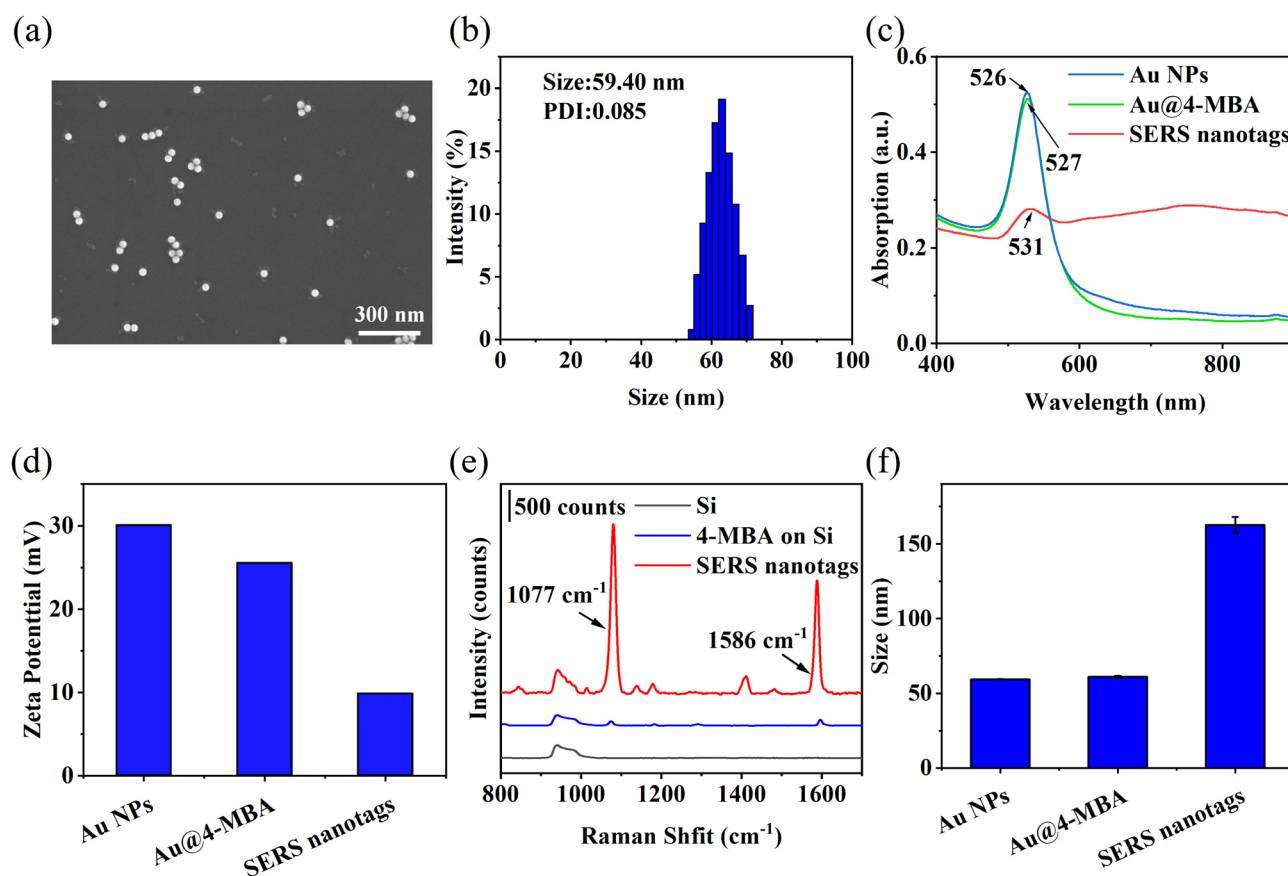 (a)
300 nm
(b)
Size:59.40 nm
PDI:0.085
Intensity (%)
20
15
10
5
0
0 20 40 60 80 100
Size (nm)
(c)
526
527
531
Au NPs
Au@4-MBA
SERS nanotags
Absorption (a.u.)
0.6
0.4
0.2
0.0
400 600 800
Wavelength (nm)
(d)
Zeta Potenttial (mV)
30
20
10
0
Au NPs
Au@4-MBA
SERS nanotags
(e)
500 counts
Si
4-MBA on Si
SERS nanotags
1077 cm⁻¹
1586 cm⁻¹
Intensity (counts)
800 1000 1200 1400 1600
Raman Shfit (cm⁻¹)
(f)
Size (nm)
150
100
50
0
Au NPs
Au@4-MBA
SERS nanotags